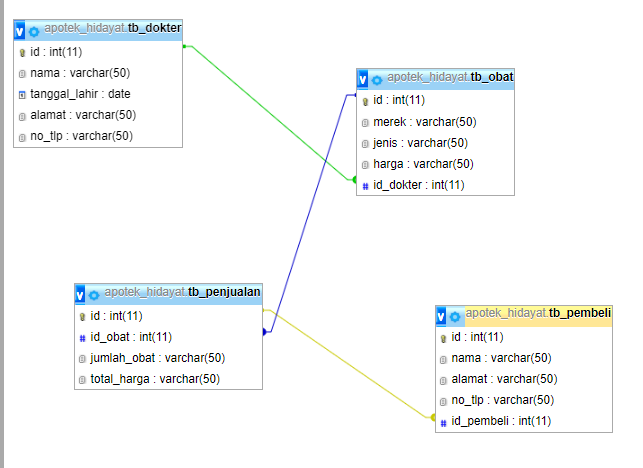 apotek_hidayat.tb_dokter
id : int(11)
nama : varchar(50)
tanggal_lahir : date
alamat : varchar(50)
no_tlp : varchar(50)
apotek_hidayat.tb_obat
id : int(11)
merek : varchar(50)
jenis : varchar(50)
harga : varchar(50)
id_dokter : int(11)
apotek_hidayat.tb_penjualan
id : int(11)
id_obat : int(11)
jumlah_obat : varchar(50)
total_harga : varchar(50)
apotek_hidayat.tb_pembeli
id : int(11)
nama : varchar(50)
alamat : varchar(50)
no_tlp : varchar(50)
id_pembeli : int(11)